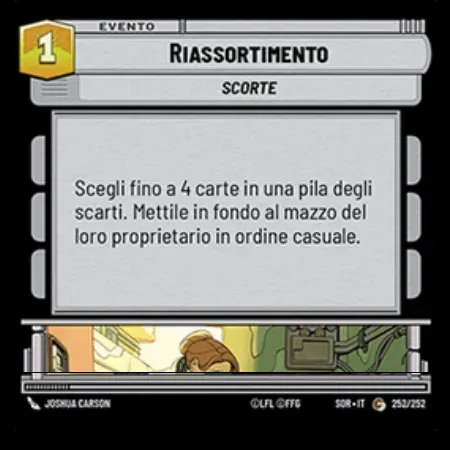 EVENTO
1
RIASSORTIMENTO
SCORTE
Scegli fino a 4 carte in una pila degli
scarti. Mettile in fondo al mazzo del
loro proprietario in ordine casuale.
JOSHUA CARSON ©LFL ©FFG SOR • IT C 252/252